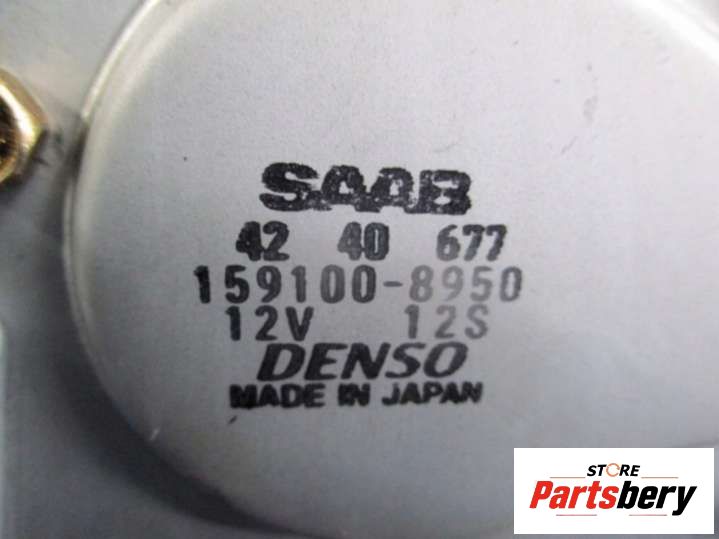 SAAB
42 40 677
159100-8950
12V 12S
DENSO
MADE IN JAPAN
STORE
Partsbery